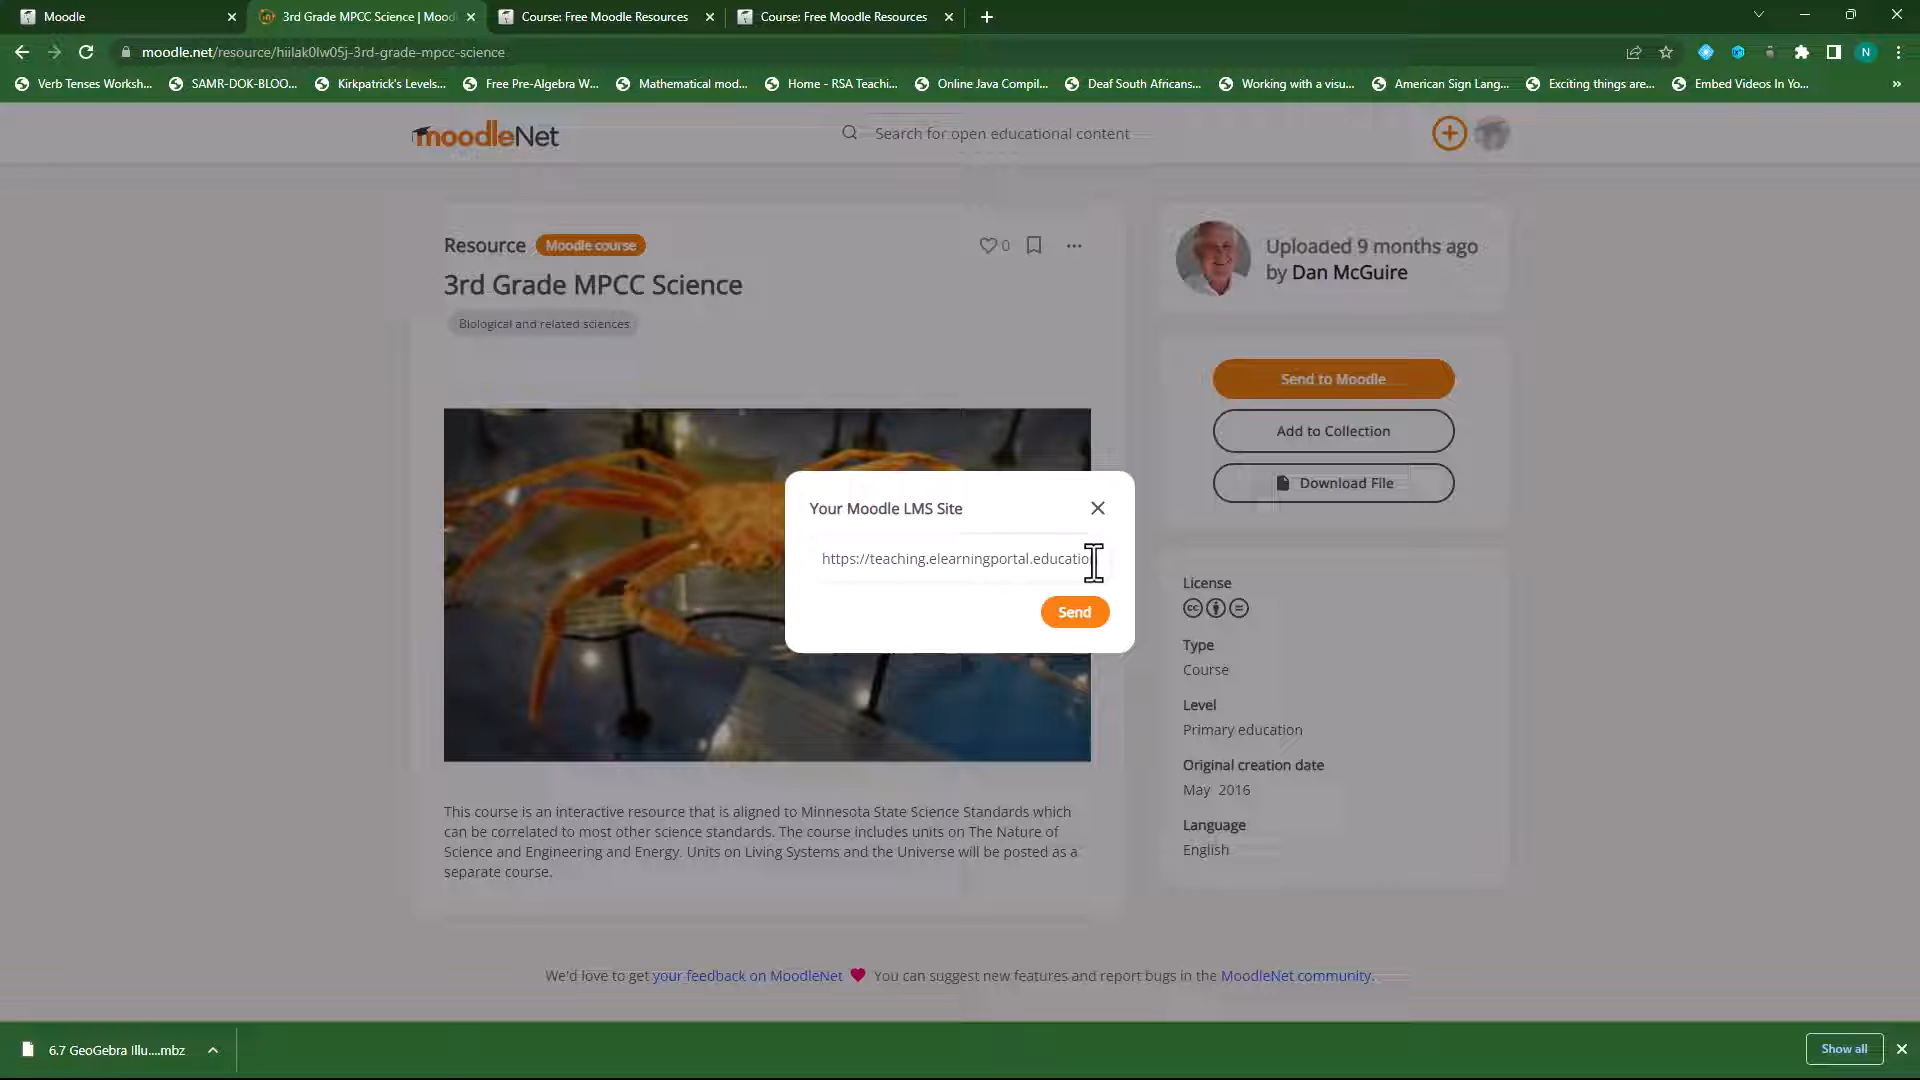 Moodle
3rd Grade MPCC Science | Mood
Course: Free Moodle Resources
Course: Free Moodle Resources
moodle.net/resource/hiilak0lw05j-3rd-grade-mpcc-science
N
Verb Tenses Worksh...
SAMR-DOK-BLOO...
Kirkpatrick's Levels...
Free Pre-Algebra W...
Mathematical mod...
Home - RSA Teachi...
Online Java Compil...
Deaf South Africans...
Working with a visu...
American Sign Lang...
Exciting things are...
Embed Videos In Yo...
moodleNet
Search for open educational content
Resource
Moodle course
0
3rd Grade MPCC Science
Biological and related sciences
Uploaded 9 months ago
by Dan McGuire
Send to Moodle
Add to Collection
Download File
Your Moodle LMS Site
https://teaching.elearningportal.educatio
Send
License
Type
Course
Level
Primary education
Original creation date
May 2016
Language
English
This course is an interactive resource that is aligned to Minnesota State Science Standards which
can be correlated to most other science standards. The course includes units on The Nature of
Science and Engineering and Energy. Units on Living Systems and the Universe will be posted as a
separate course.
We'd love to get your feedback on MoodleNet ❤ You can suggest new features and report bugs in the MoodleNet community.
6.7 GeoGebra Illu....mbz
Show all